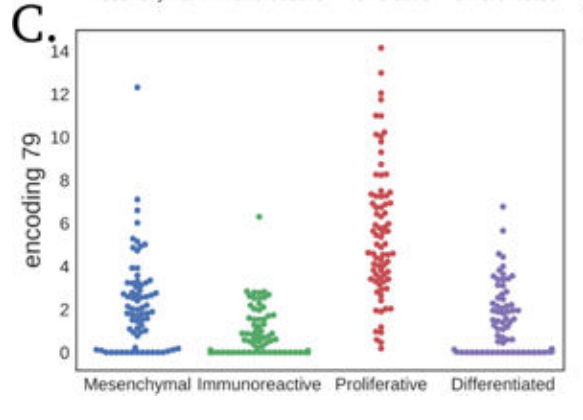 C.
14
12
10
8
6
4
2
0
encoding 79
Mesenchymal Immunoreactive Proliferative Differentiated